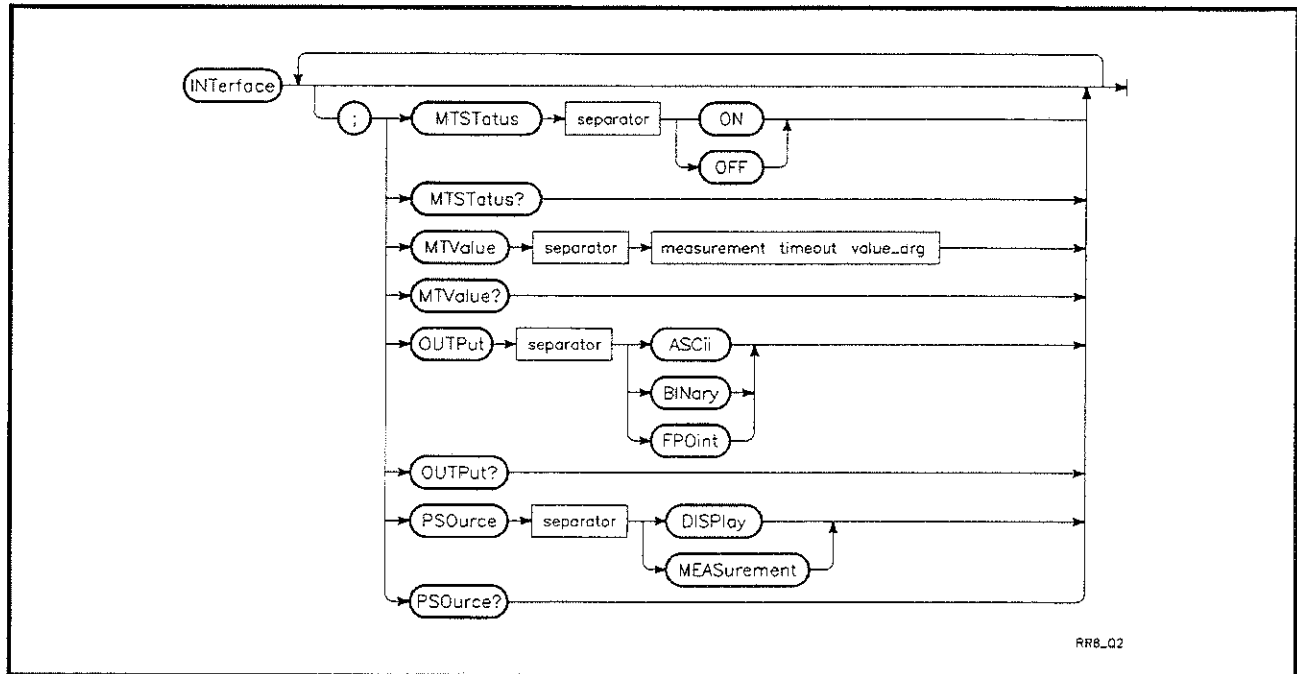 INTerface
; MTSTatus separator ON
OFF
MTSTatus?
MTValue separator measurement timeout value_arg
MTValue?
OUTPut separator ASCii
BINary
FPOint
OUTPut?
PSOurce separator DISPlay
MEASurement
PSOurce?
RR8_Q2